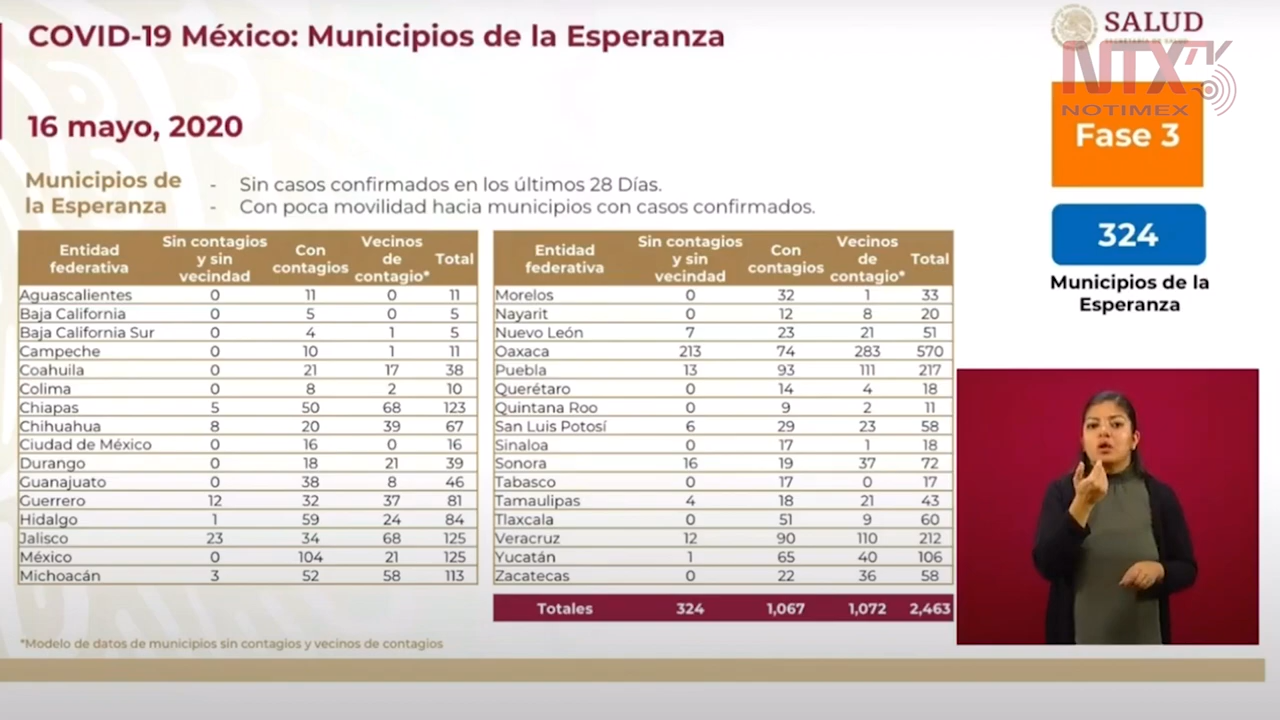 COVID-19 México: Municipios de la Esperanza
SALUD
SECRETARÍA DE SALUD
NTX
NOTIMEX
16 mayo, 2020
Fase 3
Municipios de
la Esperanza
- Sin casos confirmados en los últimos 28 Días.
- Con poca movilidad hacia municipios con casos confirmados.
324
Municipios de la
Esperanza
Entidad federativa Sin contagios y sin vecindad Con contagios Vecinos de contagio* Total
Aguascalientes 0 11 0 11
Baja California 0 5 0 5
Baja California Sur 0 4 1 5
Campeche 0 10 1 11
Coahuila 0 21 17 38
Colima 0 8 2 10
Chiapas 5 50 68 123
Chihuahua 8 20 39 67
Ciudad de México 0 16 0 16
Durango 0 18 21 39
Guanajuato 0 38 8 46
Guerrero 12 32 37 81
Hidalgo 1 59 24 84
Jalisco 23 34 68 125
México 0 104 21 125
Michoacán 3 52 58 113
Entidad federativa Sin contagios y sin vecindad Con contagios Vecinos de contagio* Total
Morelos 0 32 1 33
Nayarit 0 12 8 20
Nuevo León 7 23 21 51
Oaxaca 213 74 283 570
Puebla 13 93 111 217
Querétaro 0 14 4 18
Quintana Roo 0 9 2 11
San Luis Potosí 6 29 23 58
Sinaloa 0 17 1 18
Sonora 16 19 37 72
Tabasco 0 17 0 17
Tamaulipas 4 18 21 43
Tlaxcala 0 51 9 60
Veracruz 12 90 110 212
Yucatán 1 65 40 106
Zacatecas 0 22 36 58
Totales 324 1,067 1,072 2,463
*Modelo de datos de municipios sin contagios y vecinos de contagios